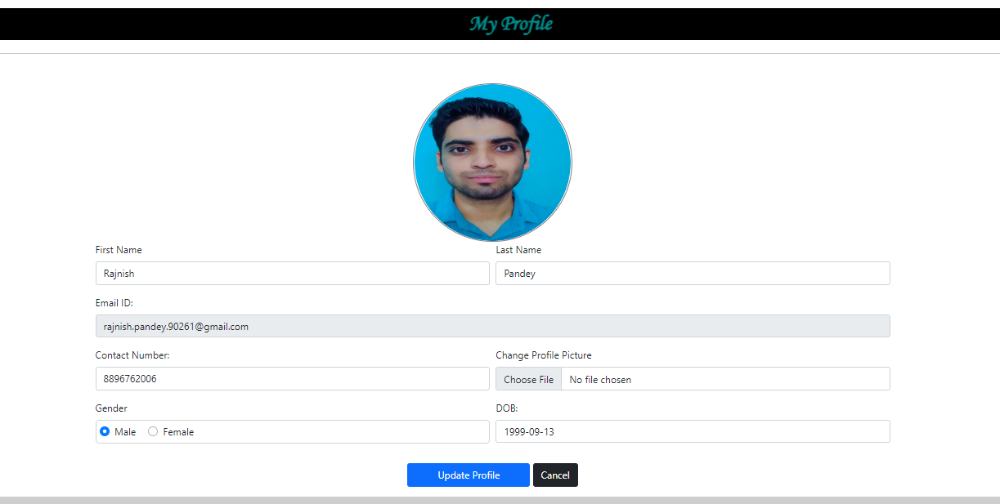 My Profile
First Name
Last Name
Rajnish
Pandey
Email ID:
rajnish.pandey.90261@gmail.com
Contact Number:
Change Profile Picture
8896762006
Choose File No file chosen
Gender
DOB:
Male Female
1999-09-13
Update Profile Cancel